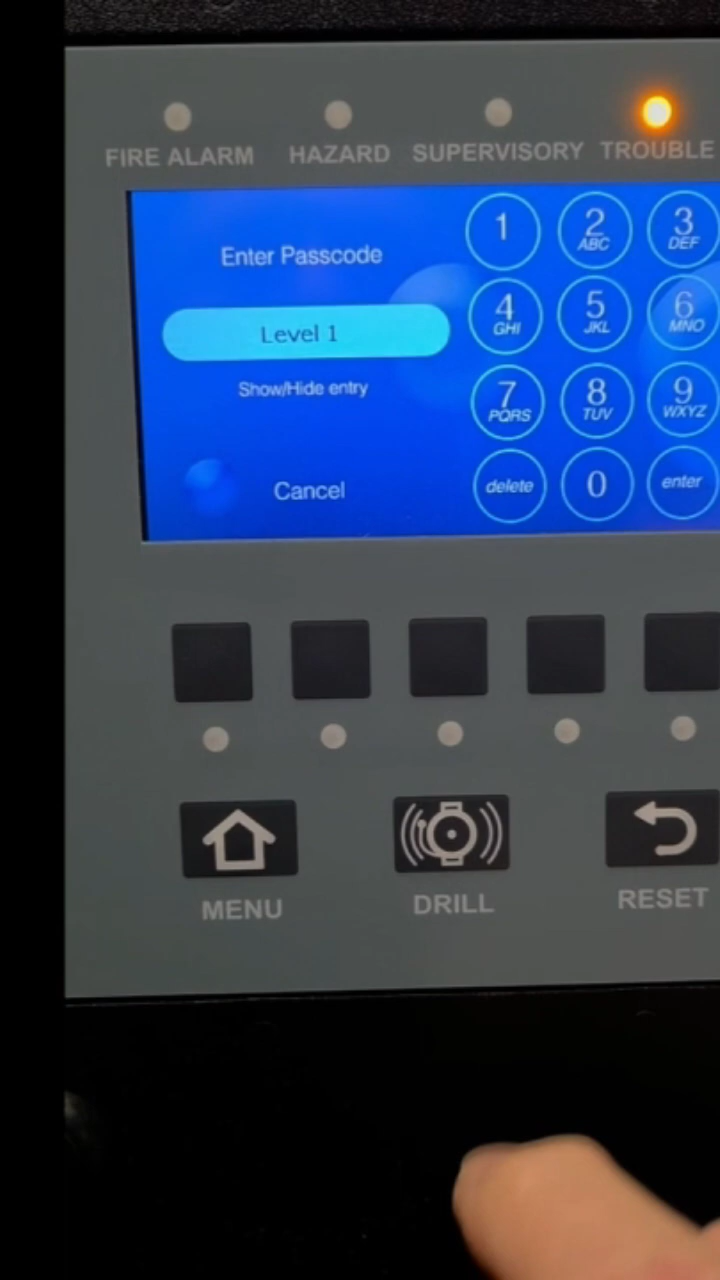 FIRE ALARM HAZARD SUPERVISORY TROUBLE
Enter Passcode
Level 1
Show/Hide entry
Cancel
1 2 ABC 3 DEF
4 GHI 5 JKL 6 MNO
7 PQRS 8 TUV 9 WXYZ
delete 0 enter
MENU DRILL RESET